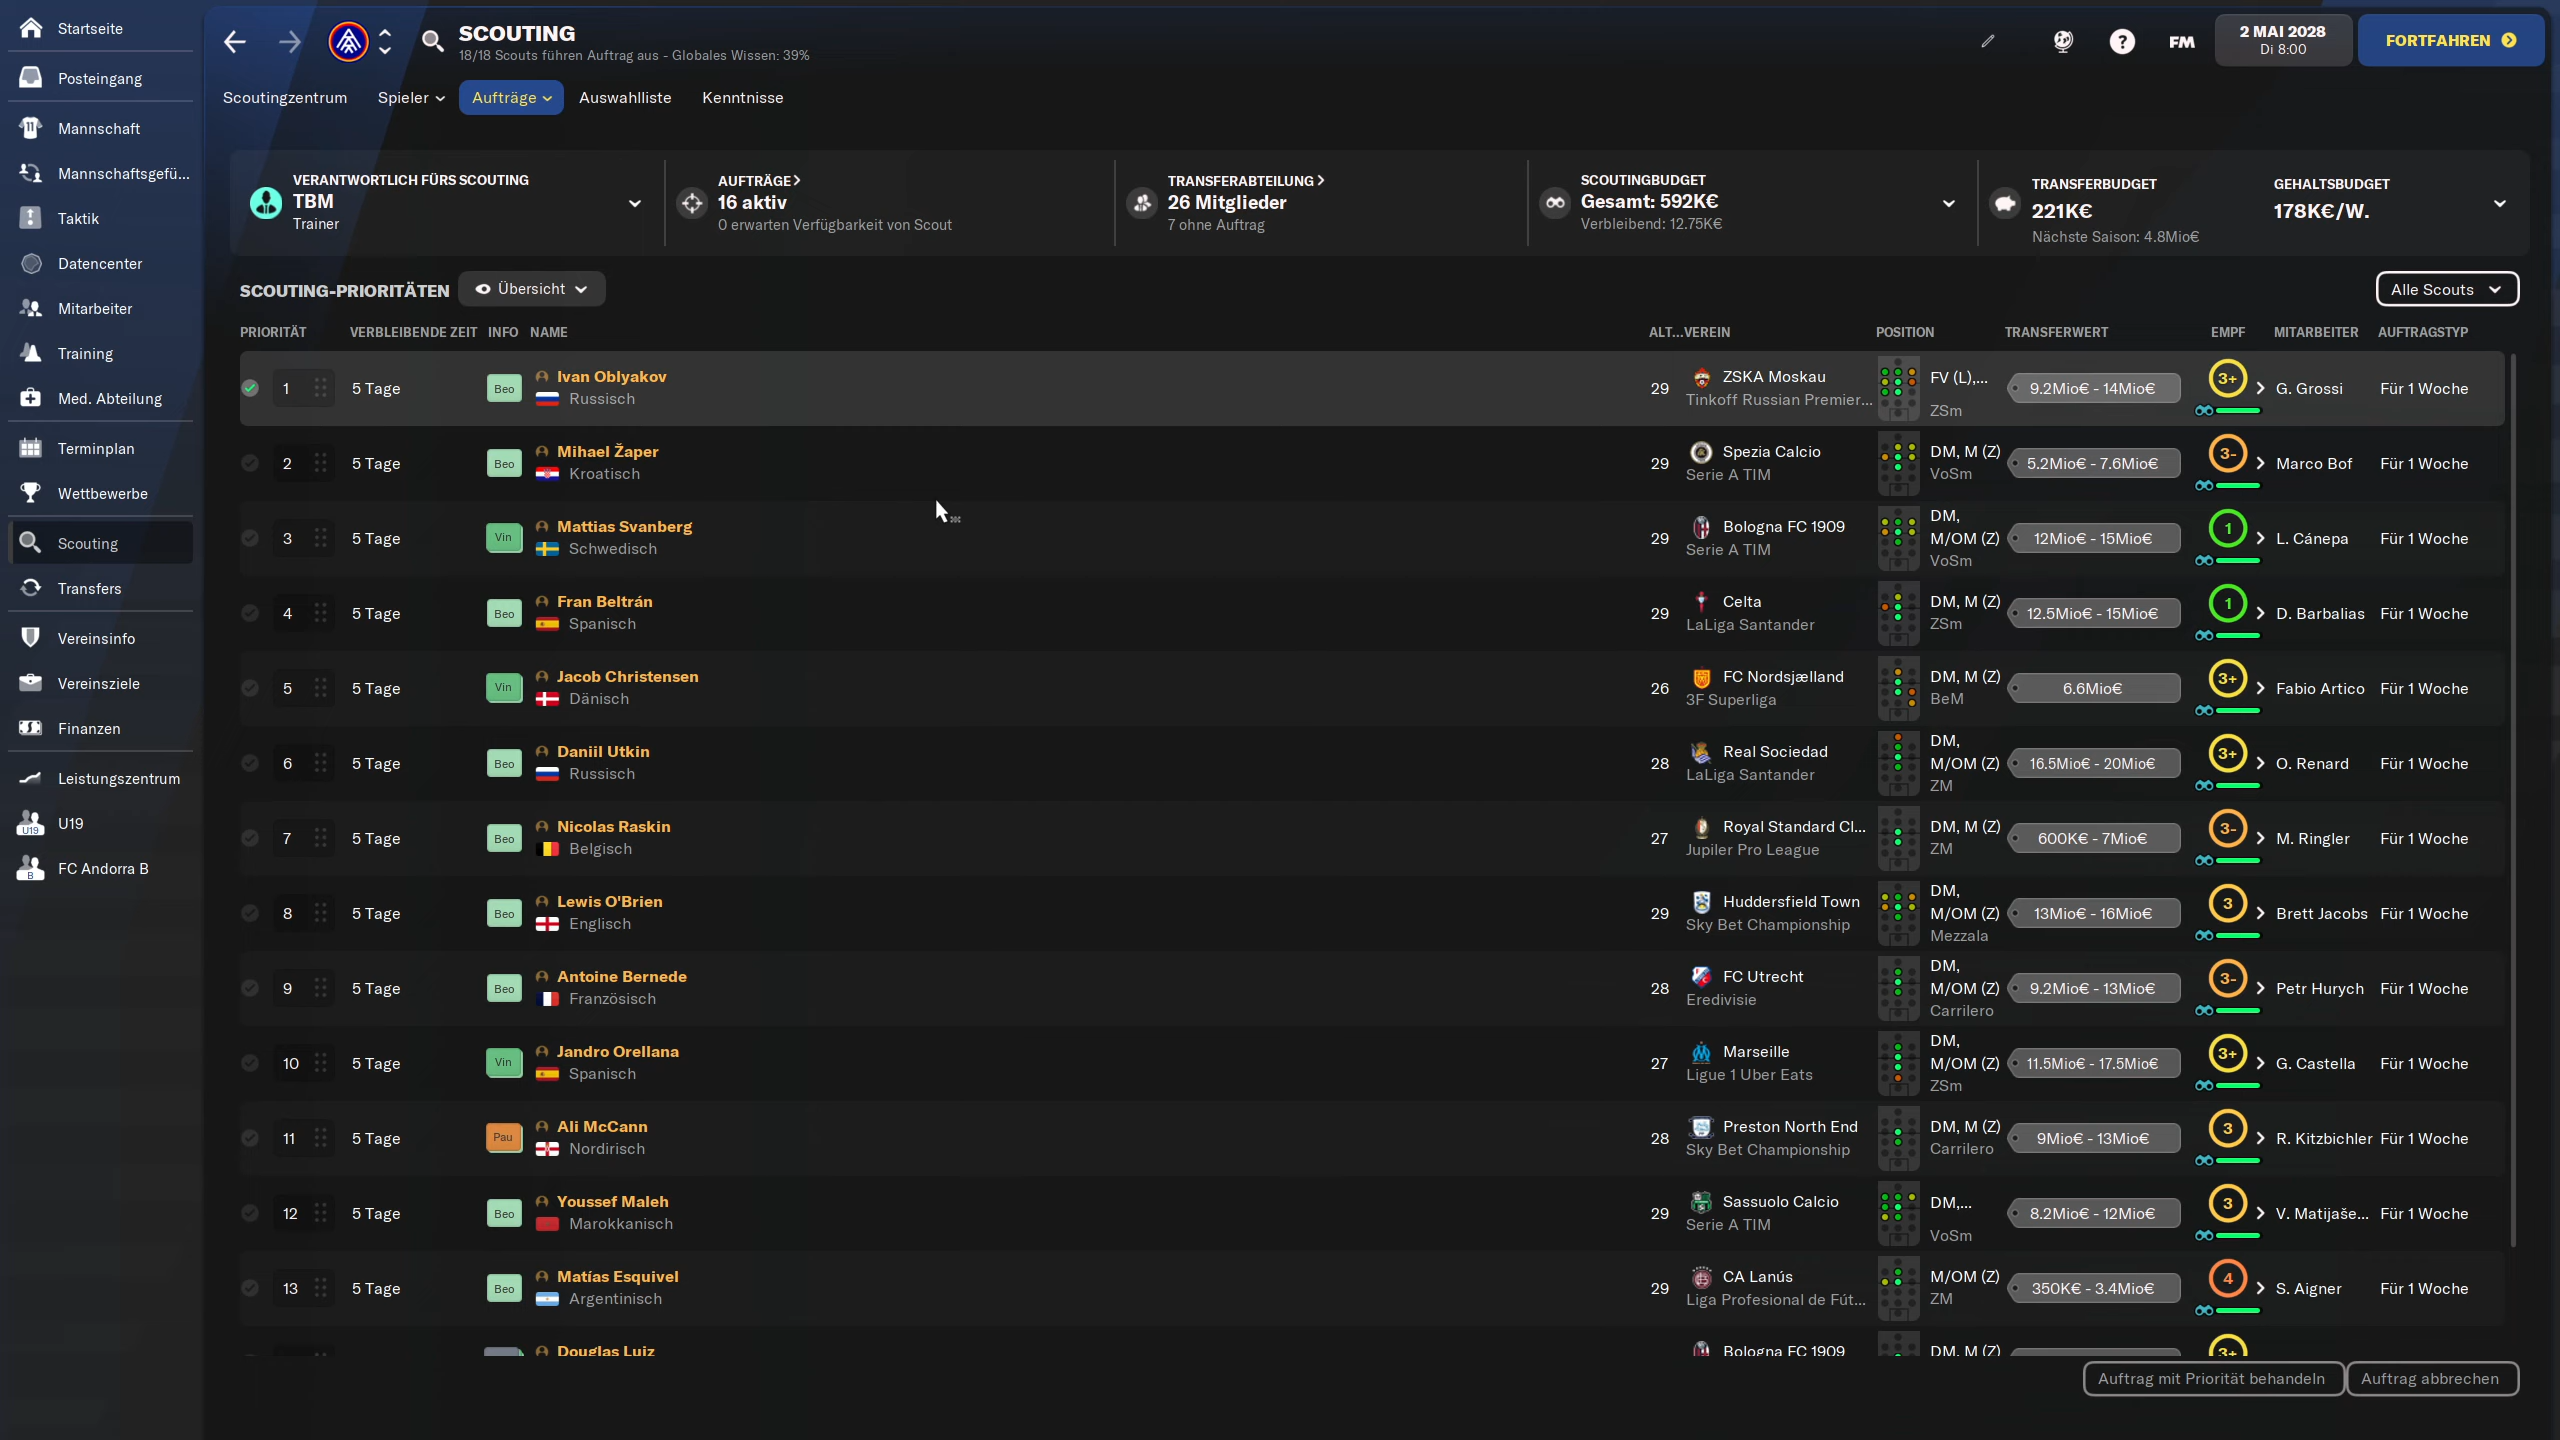 Startseite
Posteingang
Mannschaft
Mannschaftsgefü...
Taktik
Datencenter
Mitarbeiter
Training
Med. Abteilung
Terminplan
Wettbewerbe
Scouting
Transfers
Vereinsinfo
Vereinsziele
Finanzen
Leistungszentrum
U19 U19
B FC Andorra B
SCOUTING
18/18 Scouts führen Auftrag aus - Globales Wissen: 39%
FM
2 MAI 2028
Di 8:00
FORTFAHREN
Scoutingzentrum Spieler Aufträge Auswahlliste Kenntnisse
VERANTWORTLICH FÜRS SCOUTING
TBM
Trainer
AUFTRÄGE
16 aktiv
0 erwarten Verfügbarkeit von Scout
TRANSFERABTEILUNG
26 Mitglieder
7 ohne Auftrag
SCOUTINGBUDGET
Gesamt: 592K€
Verbleibend: 12.75K€
TRANSFERBUDGET
221K€
Nächste Saison: 4.8Mio€
GEHALTSBUDGET
178K€/W.
SCOUTING-PRIORITÄTEN Übersicht Alle Scouts
PRIORITÄT VERBLEIBENDE ZEIT INFO NAME ALT... VEREIN POSITION TRANSFERWERT EMPF MITARBEITER AUFTRAGSTYP
1 5 Tage Beo Ivan Oblyakov 29 ZSKA Moskau FV (L),... 9.2Mio€ - 14Mio€ 3+ G. Grossi Für 1 Woche
Russisch Tinkoff Russian Premier... ZSm
2 5 Tage Beo Mihael Žaper 29 Spezia Calcio DM, M (Z) 5.2Mio€ - 7.6Mio€ 3- Marco Bof Für 1 Woche
Kroatisch Serie A TIM VoSm
3 5 Tage Vin Mattias Svanberg 29 Bologna FC 1909 DM, M/OM (Z) 12Mio€ - 15Mio€ 1 L. Cánepa Für 1 Woche
Schwedisch Serie A TIM VoSm
4 5 Tage Beo Fran Beltrán 29 Celta DM, M (Z) 12.5Mio€ - 15Mio€ 1 D. Barbalias Für 1 Woche
Spanisch LaLiga Santander ZSm
5 5 Tage Vin Jacob Christensen 26 FC Nordsjælland DM, M (Z) 6.6Mio€ 3+ Fabio Artico Für 1 Woche
Dänisch 3F Superliga BeM
6 5 Tage Beo Daniil Utkin 28 Real Sociedad DM, M/OM (Z) 16.5Mio€ - 20Mio€ 3+ O. Renard Für 1 Woche
Russisch LaLiga Santander ZM
7 5 Tage Beo Nicolas Raskin 27 Royal Standard Cl... DM, M (Z) 600K€ - 7Mio€ 3- M. Ringler Für 1 Woche
Belgisch Jupiler Pro League ZM
8 5 Tage Beo Lewis O'Brien 29 Huddersfield Town DM, M/OM (Z) 13Mio€ - 16Mio€ 3 Brett Jacobs Für 1 Woche
Englisch Sky Bet Championship Mezzala
9 5 Tage Beo Antoine Bernede 28 FC Utrecht DM, M/OM (Z) 9.2Mio€ - 13Mio€ 3- Petr Hurych Für 1 Woche
Französisch Eredivisie Carrilero
10 5 Tage Vin Jandro Orellana 27 Marseille DM, M/OM (Z) 11.5Mio€ - 17.5Mio€ 3+ G. Castella Für 1 Woche
Spanisch Ligue 1 Uber Eats ZSm
11 5 Tage Pau Ali McCann 28 Preston North End DM, M (Z) 9Mio€ - 13Mio€ 3 R. Kitzbichler Für 1 Woche
Nordirisch Sky Bet Championship Carrilero
12 5 Tage Beo Youssef Maleh 29 Sassuolo Calcio DM,... 8.2Mio€ - 12Mio€ 3 V. Matijaše... Für 1 Woche
Marokkanisch Serie A TIM VoSm
13 5 Tage Beo Matías Esquivel 29 CA Lanús M/OM (Z) 350K€ - 3.4Mio€ 4 S. Aigner Für 1 Woche
Argentinisch Liga Profesional de Fút... ZM
Douglas Luiz Bologna FC 1909 DM, M (Z) 3+
Auftrag mit Priorität behandeln Auftrag abbrechen